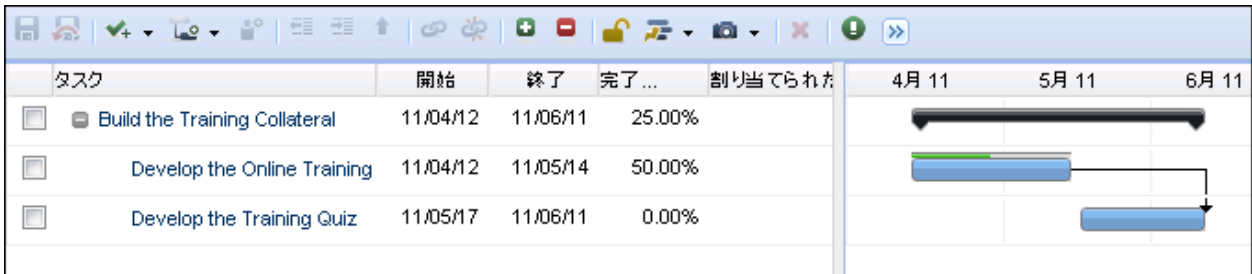 タスク 開始 終了 完了... 割り当てられた 4月 11 5月 11 6月 11
Build the Training Collateral 11/04/12 11/06/11 25.00%
Develop the Online Training 11/04/12 11/05/14 50.00%
Develop the Training Quiz 11/05/17 11/06/11 0.00%